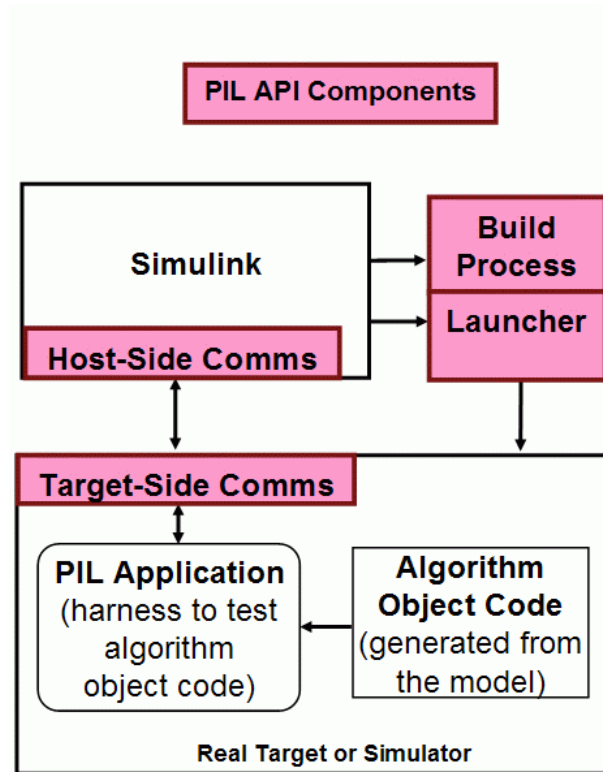 PIL API Components
Simulink
Build
Process
Launcher
Host-Side Comms
Target-Side Comms
PIL Application
(harness to test
algorithm
object code)
Algorithm
Object Code
(generated from
the model)
Real Target or Simulator